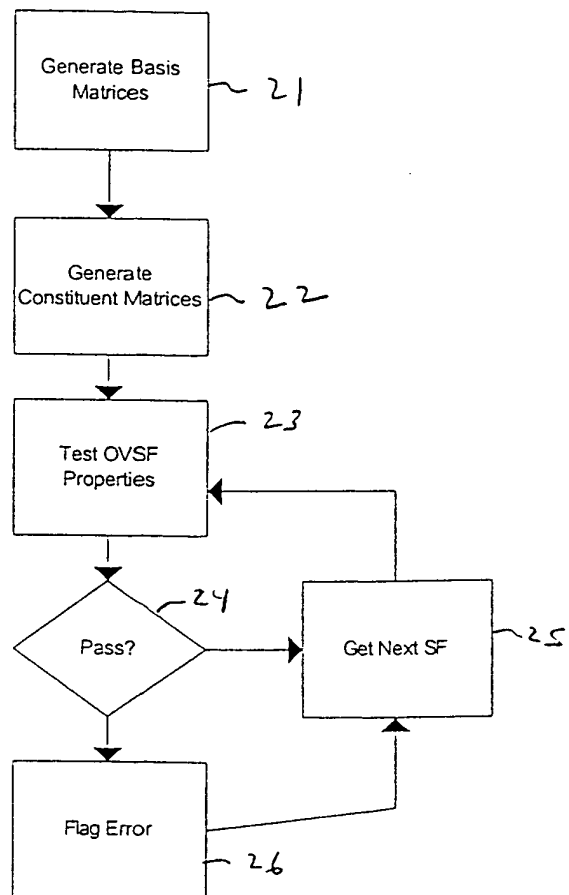 Generate Basis
Matrices
21
Generate
Constituent Matrices
22
23
Test OVSF
Properties
24
Pass?
Get Next SF
25
Flag Error
26